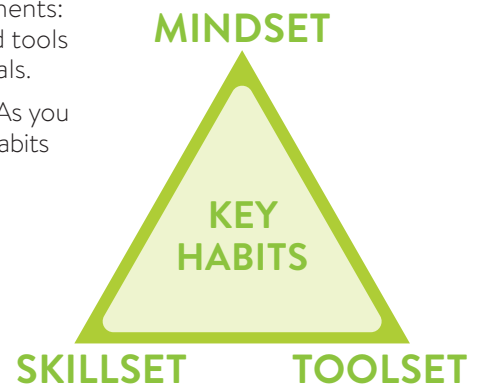 MINDSET
ments:
d tools
als.
As you
abits
KEY
HABITS
SKILLSET TOOLSET